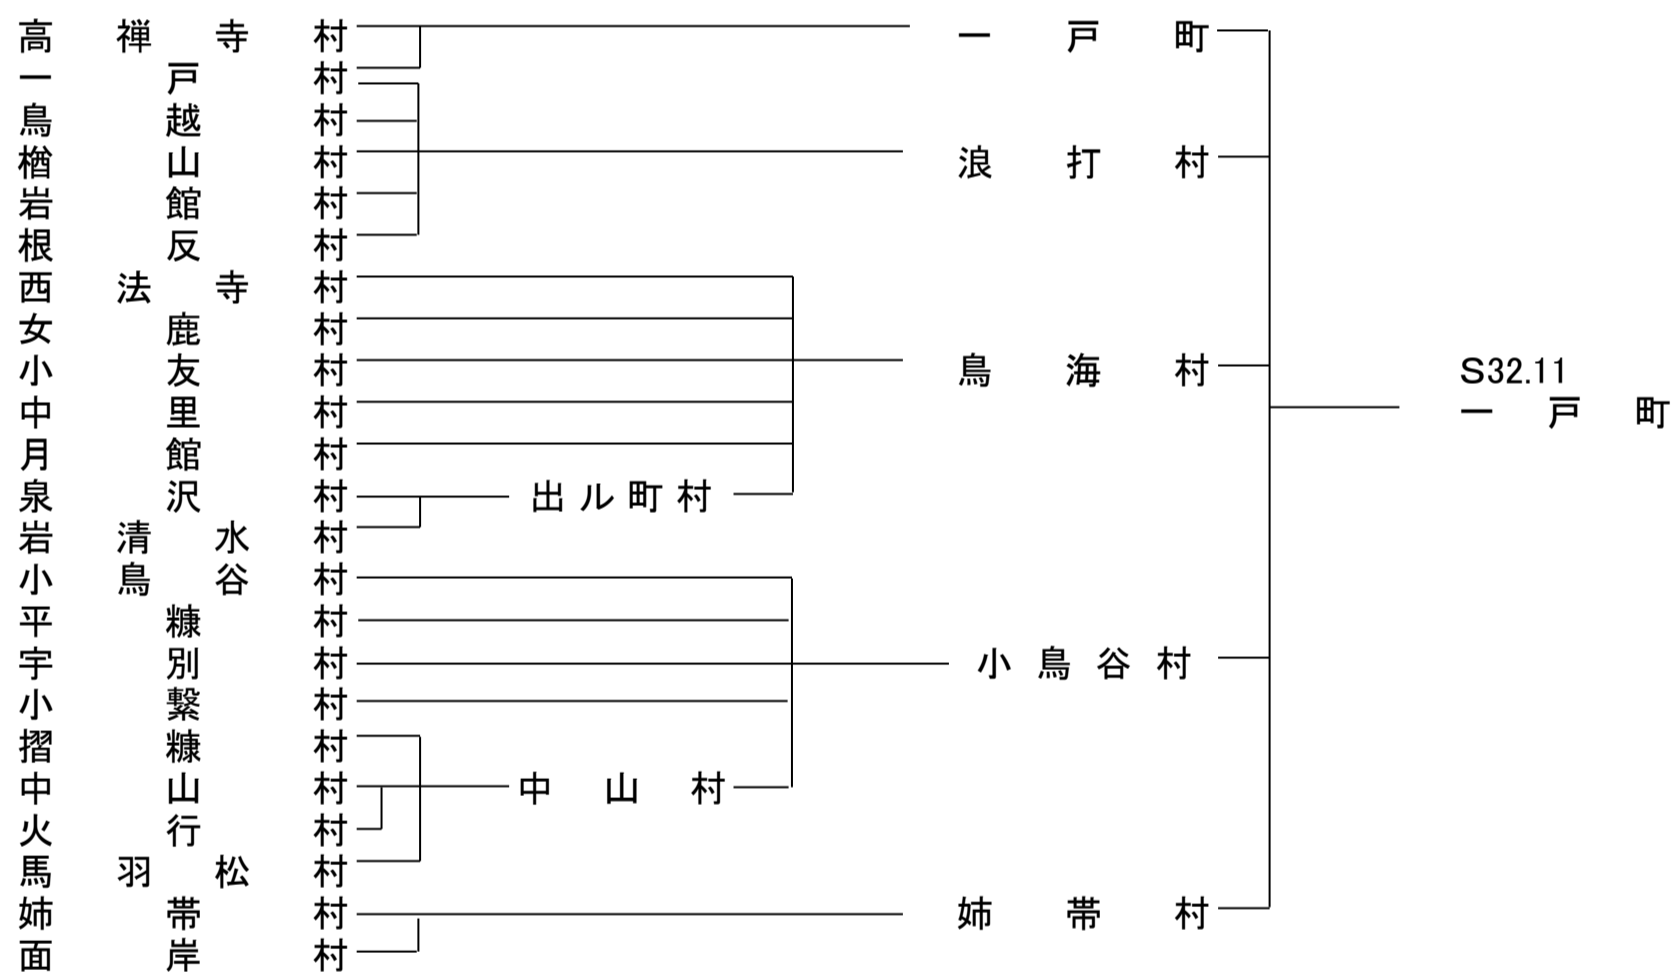 高禅寺村 一戸町
一戸村
鳥越村
楢山村 浪打村
岩館村
根反村
西法寺村
女鹿村
小友村 鳥海村 S32.11
中里村 一戸町
月館村
泉沢村 出ル町村
岩清水村
小鳥谷村
平糠村
宇別村 小鳥谷村
小繋村
摺糠村
中山村 中山村
火行村
馬羽松村
姉帯村 姉帯村
面岸村